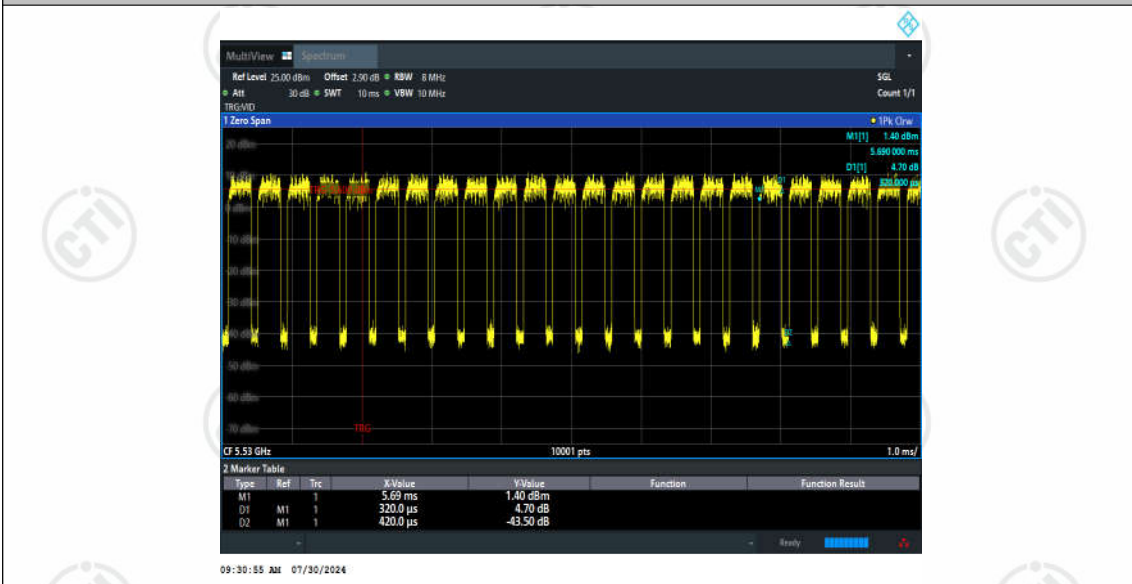 MultiView Spectrum
Ref Level 25.00 dBm Offset 2.90 dB RBW 8 MHz SGL
Att 30 dB SWT 10 ms VBW 10 MHz Count 1/1
TRG:VID
1 Zero Span 1Pk Clrw
M1[1] 1.40 dBm
20 dBm
5.690 000 ms
D1[1] 4.70 dB
320.000 µs
D1
M1
CTI
CTI
-10 dBm
-20 dBm
-30 dBm
D2
-50 dBm
-60 dBm
-70 dBm
TRG
CF 5.53 GHz 10001 pts 1.0 ms/
2 Marker Table
Type Ref Trc X-Value Y-Value Function Function Result
M1 1 5.69 ms 1.40 dBm
D1 M1 1 320.0 µs 4.70 dB
D2 M1 1 420.0 µs -43.50 dB
Ready
09:30:55 AM 07/30/2024